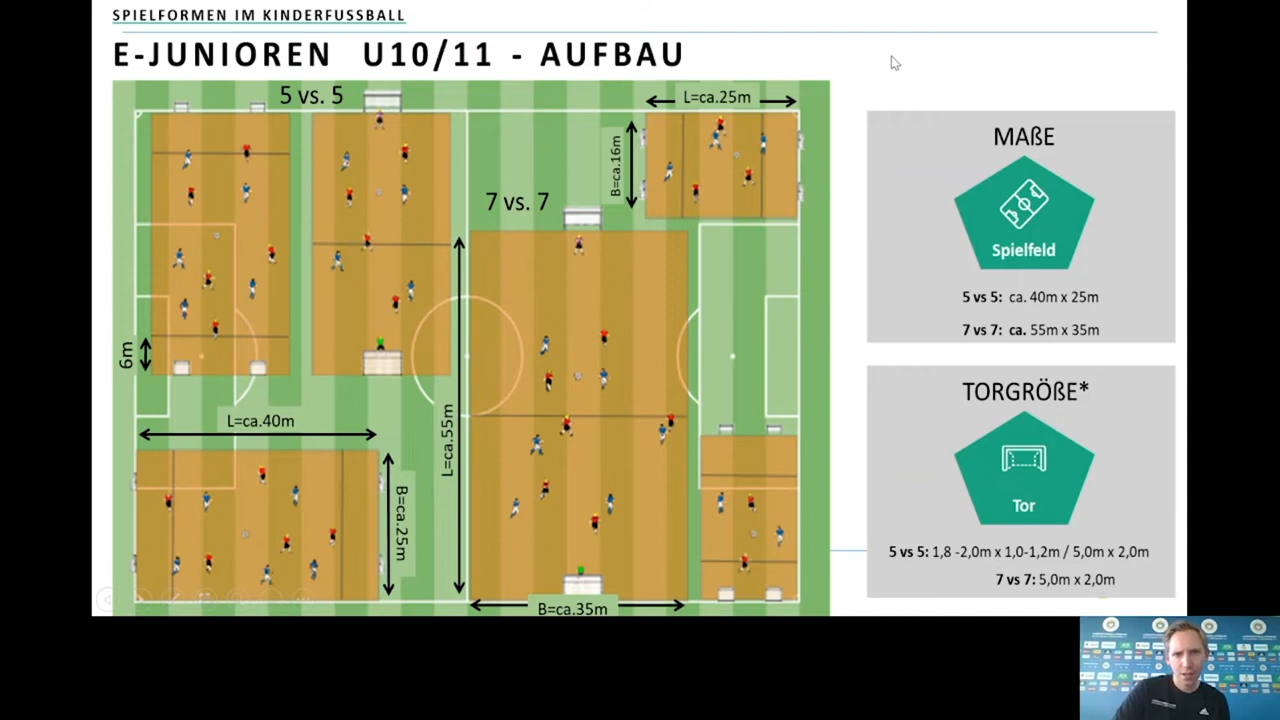 SPIELFORMEN IM KINDERFUSSBALL
E-JUNIOREN U10/11 - AUFBAU
5 vs. 5
L=ca.25m
B=ca.16m
7 vs. 7
6m
L=ca.40m
B=ca.25m
L=ca.55m
B=ca.35m
MAßE
Spielfeld
5 vs 5: ca. 40m x 25m
7 vs 7: ca. 55m x 35m
TORGRÖßE*
Tor
5 vs 5: 1,8 -2,0m x 1,0-1,2m / 5,0m x 2,0m
7 vs 7: 5,0m x 2,0m